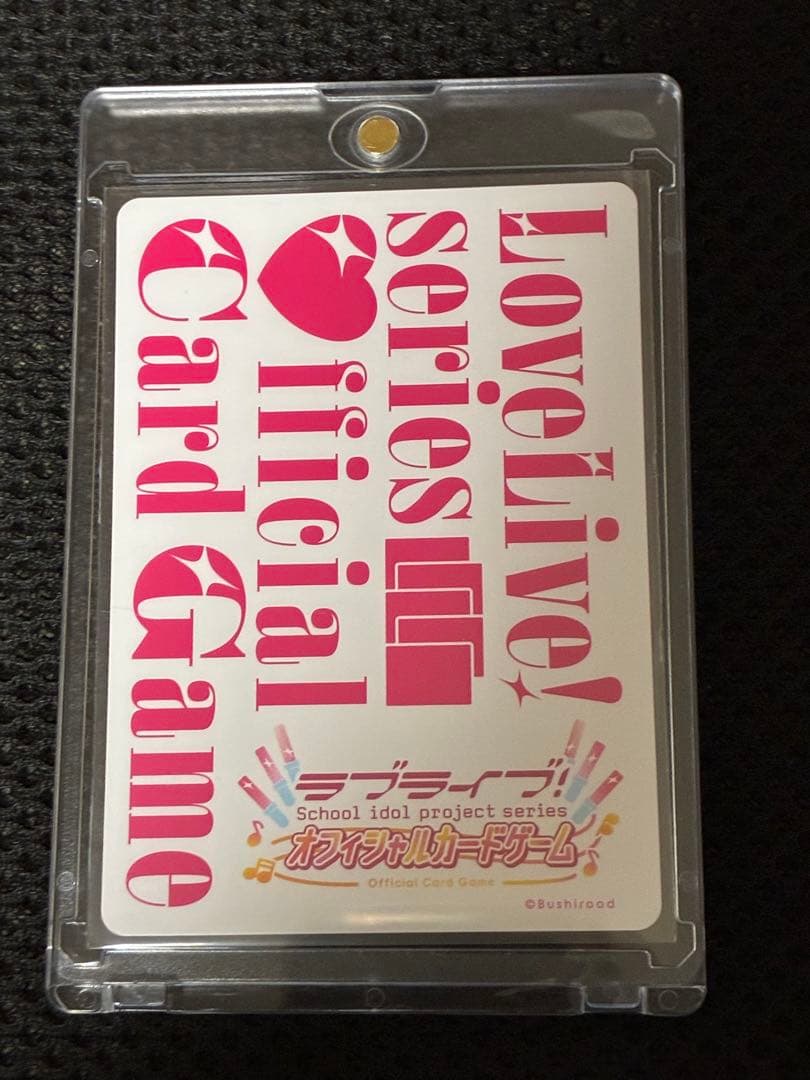 LoveLive!
series
♥fficial
Card Game
ラブライブ!
School idol project series
オフィシャルカードゲーム
Official Card Game
©Bushiroad